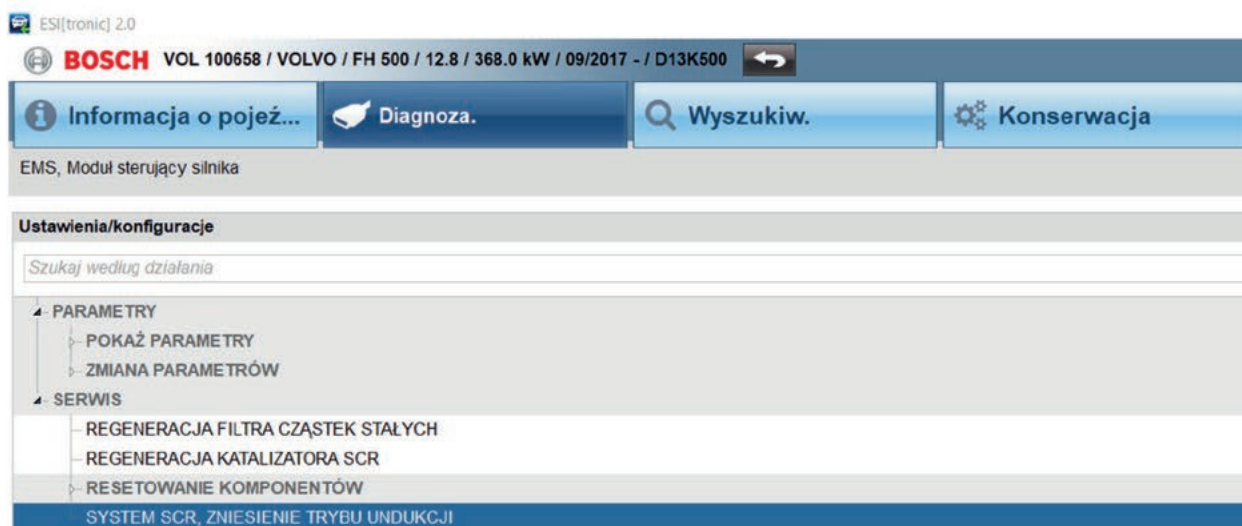 ESI[tronic] 2.0
BOSCH VOL 100658 / VOLVO / FH 500 / 12.8 / 368.0 kW / 09/2017 - / D13K500
Informacja o pojeź... Diagnoza. Wyszukiw. Konserwacja
EMS, Moduł sterujący silnika
Ustawienia/konfiguracje
Szukaj według działania
PARAMETRY
POKAŻ PARAMETRY
ZMIANA PARAMETRÓW
SERWIS
REGENERACJA FILTRA CZĄSTEK STAŁYCH
REGENERACJA KATALIZATORA SCR
RESETOWANIE KOMPONENTÓW
SYSTEM SCR, ZNIESIENIE TRYBU UNDUKCJI